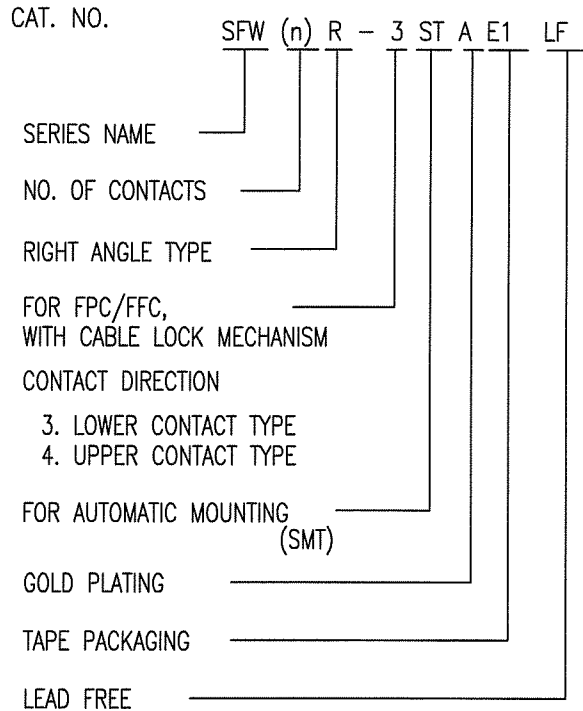 CAT. NO.
SFW (n) R - 3 ST A E1 LF
SERIES NAME
NO. OF CONTACTS
RIGHT ANGLE TYPE
FOR FPC/FFC,
WITH CABLE LOCK MECHANISM
CONTACT DIRECTION
3. LOWER CONTACT TYPE
4. UPPER CONTACT TYPE
FOR AUTOMATIC MOUNTING
(SMT)
GOLD PLATING
TAPE PACKAGING
LEAD FREE